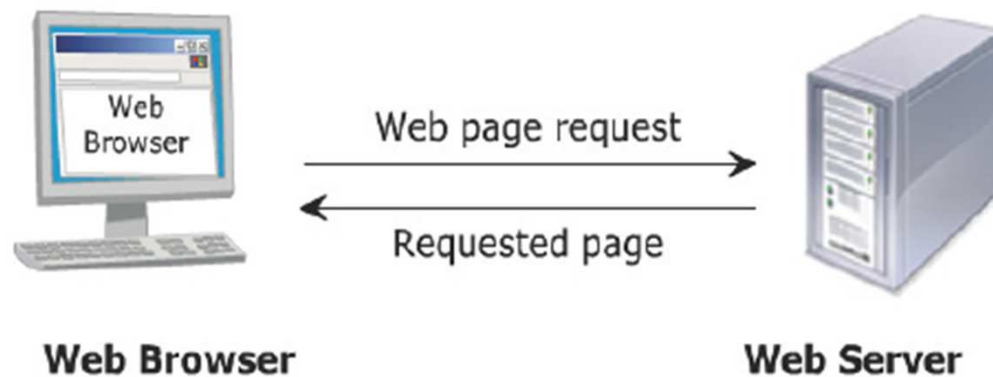 Web
Browser
Web page request
Requested page
Web Browser
Web Server